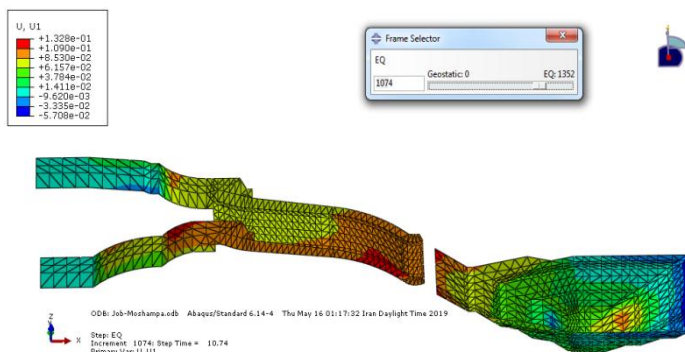 U, U1
+1.328e-01
+1.090e-01
+8.530e-02
+6.157e-02
+3.784e-02
+1.411e-02
-9.620e-03
-3.335e-02
-5.708e-02
Frame Selector
EQ
1074
Geostatic: 0
EQ: 1352
ODB: Job-Moshampa.odb Abaqus/Standard 6.14-4 Thu May 16 01:17:32 Iran Daylight Time 2019
Z
X
Step: EQ
Increment 1074: Step Time = 10.74
Primary Var: U, U1